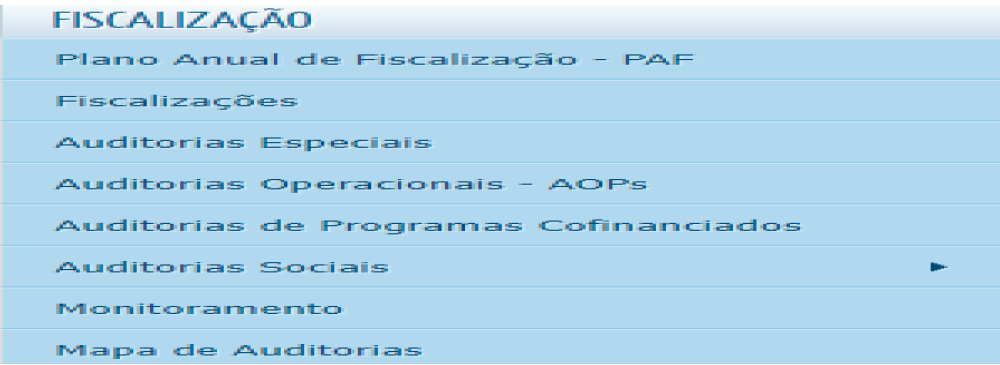 FISCALIZAÇÃO
Plano Anual de Fiscalização - PAF
Fiscalizações
Auditorias Especiais
Auditorias Operacionais - AOPs
Auditorias de Programas Cofinanciados
Auditorias Sociais
Monitoramento
Mapa de Auditorias